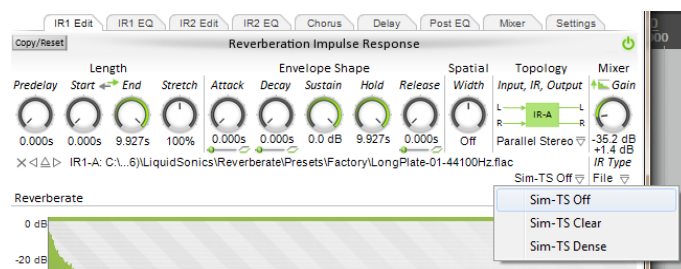 IR1 Edit IR1 EQ IR2 Edit IR2 EQ Chorus Delay Post EQ Mixer Settings
Copy/Reset Reverberation Impulse Response
Length Envelope Shape Spatial Topology Mixer
Predelay Start End Stretch Attack Decay Sustain Hold Release Width Input, IR, Output Gain
L IR-A L
R R
0.000s 0.000s 9.927s 100% 0.000s 0.000s 0.0 dB 9.927s 0.000s Off Parallel Stereo -35.2 dB
+1.4 dB
IR1-A: C:\...6)\LiquidSonics\Reverberate\Presets\Factory\LongPlate-01-44100Hz.flac IR Type
Sim-TS Off File
Reverberate
Sim-TS Off
0 dB
Sim-TS Clear
Sim-TS Dense
-20 dB